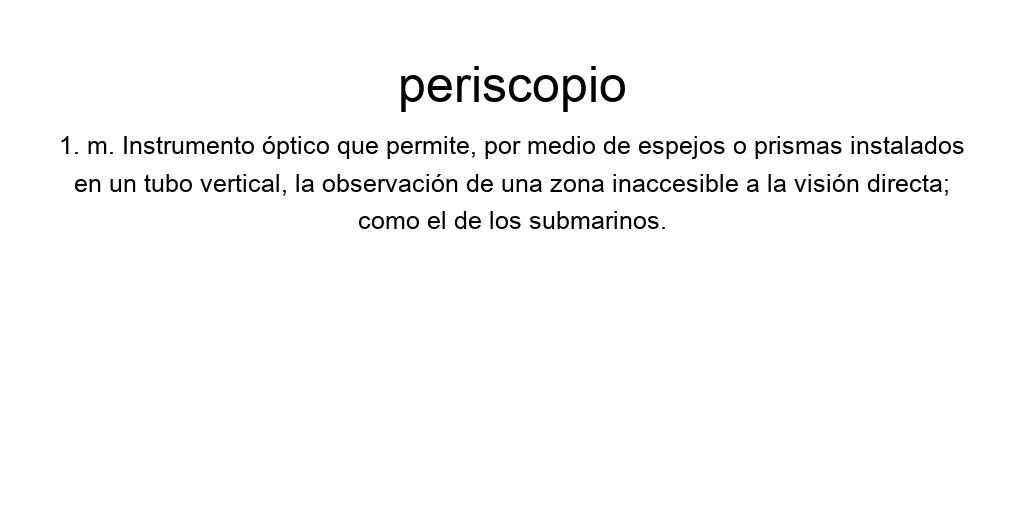 periscopio
1. m. Instrumento óptico que permite, por medio de espejos o prismas instalados
en un tubo vertical, la observación de una zona inaccesible a la visión directa;
como el de los submarinos.